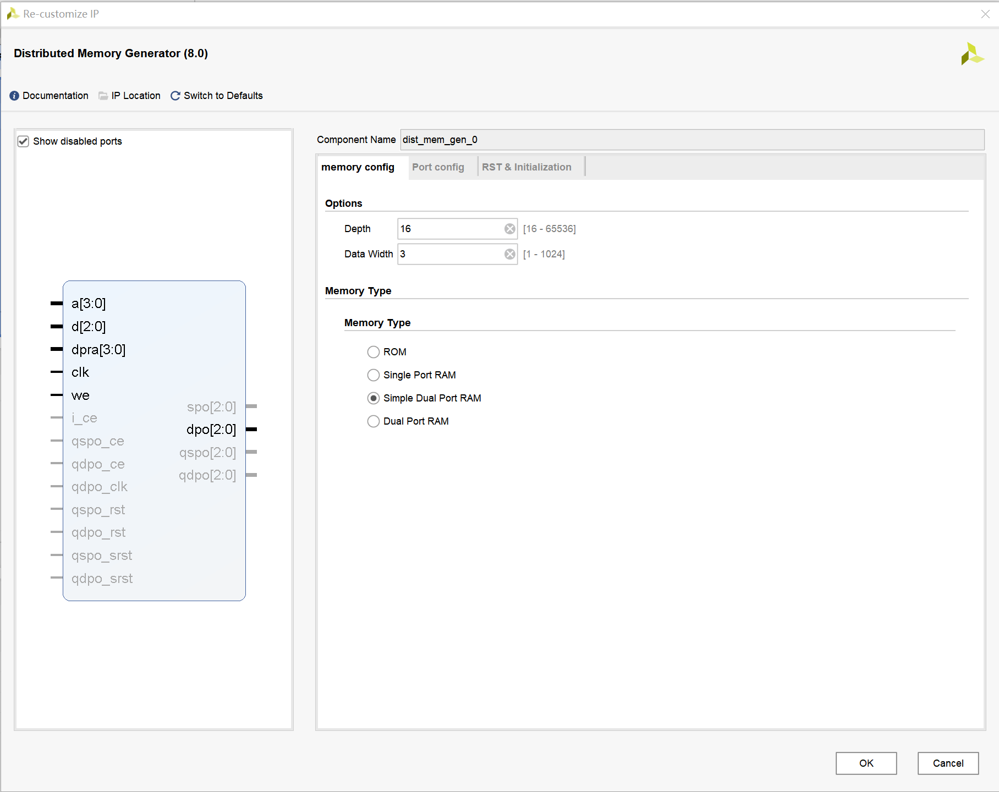 Re-customize IP
Distributed Memory Generator (8.0)
Documentation IP Location Switch to Defaults
Show disabled ports
a[3:0]
d[2:0]
dpra[3:0]
clk
we
i_ce
qspo_ce
qdpo_ce
qdpo_clk
qspo_rst
qdpo_rst
qspo_srst
qdpo_srst
spo[2:0]
dpo[2:0]
qspo[2:0]
qdpo[2:0]
Component Name dist_mem_gen_0
memory config Port config RST & Initialization
Options
Depth 16 [16 - 65536]
Data Width 3 [1 - 1024]
Memory Type
Memory Type
ROM
Single Port RAM
Simple Dual Port RAM
Dual Port RAM
OK Cancel